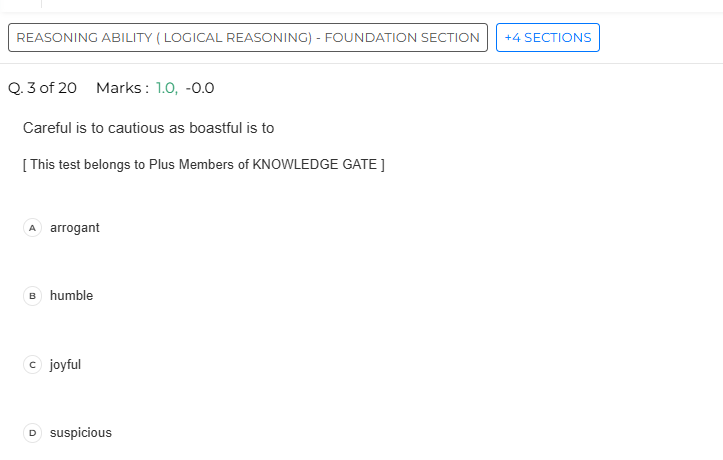 REASONING ABILITY ( LOGICAL REASONING) - FOUNDATION SECTION +4 SECTIONS
Q. 3 of 20 Marks : 1.0, -0.0
Careful is to cautious as boastful is to
[ This test belongs to Plus Members of KNOWLEDGE GATE ]
A arrogant
B humble
C joyful
D suspicious